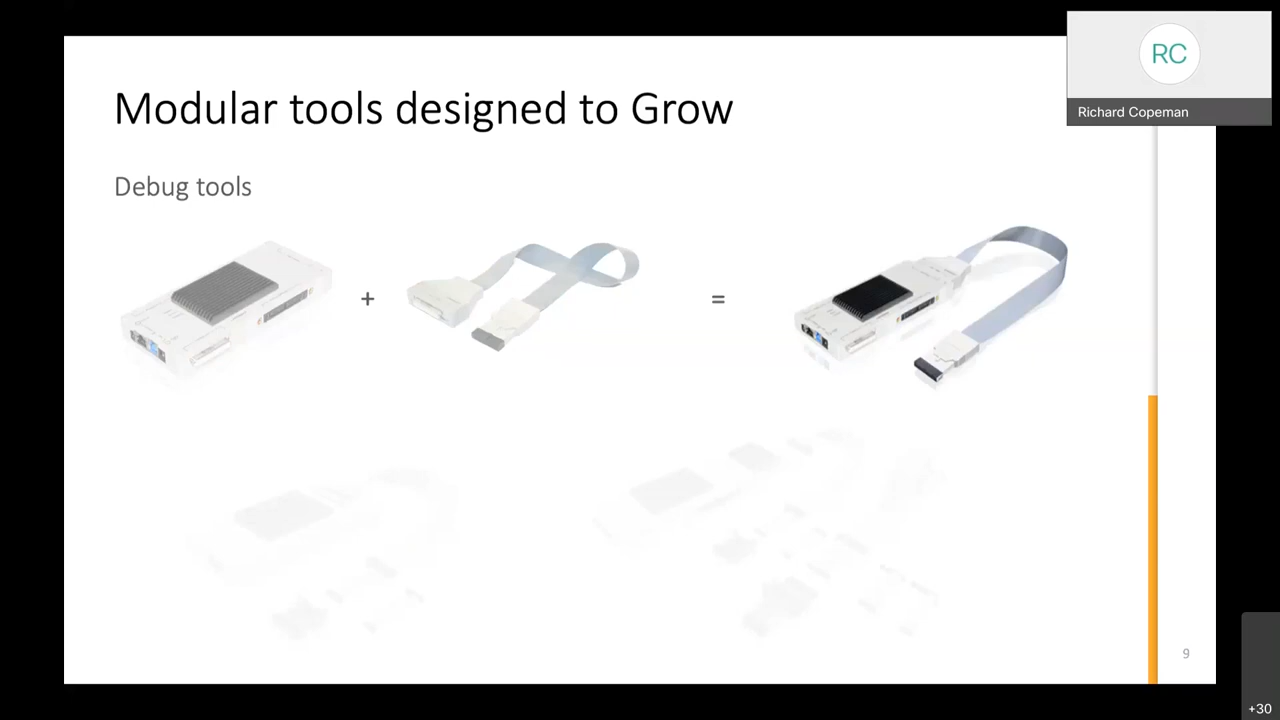 RC
Richard Copeman
Modular tools designed to Grow
Debug tools
+
=
9
+30